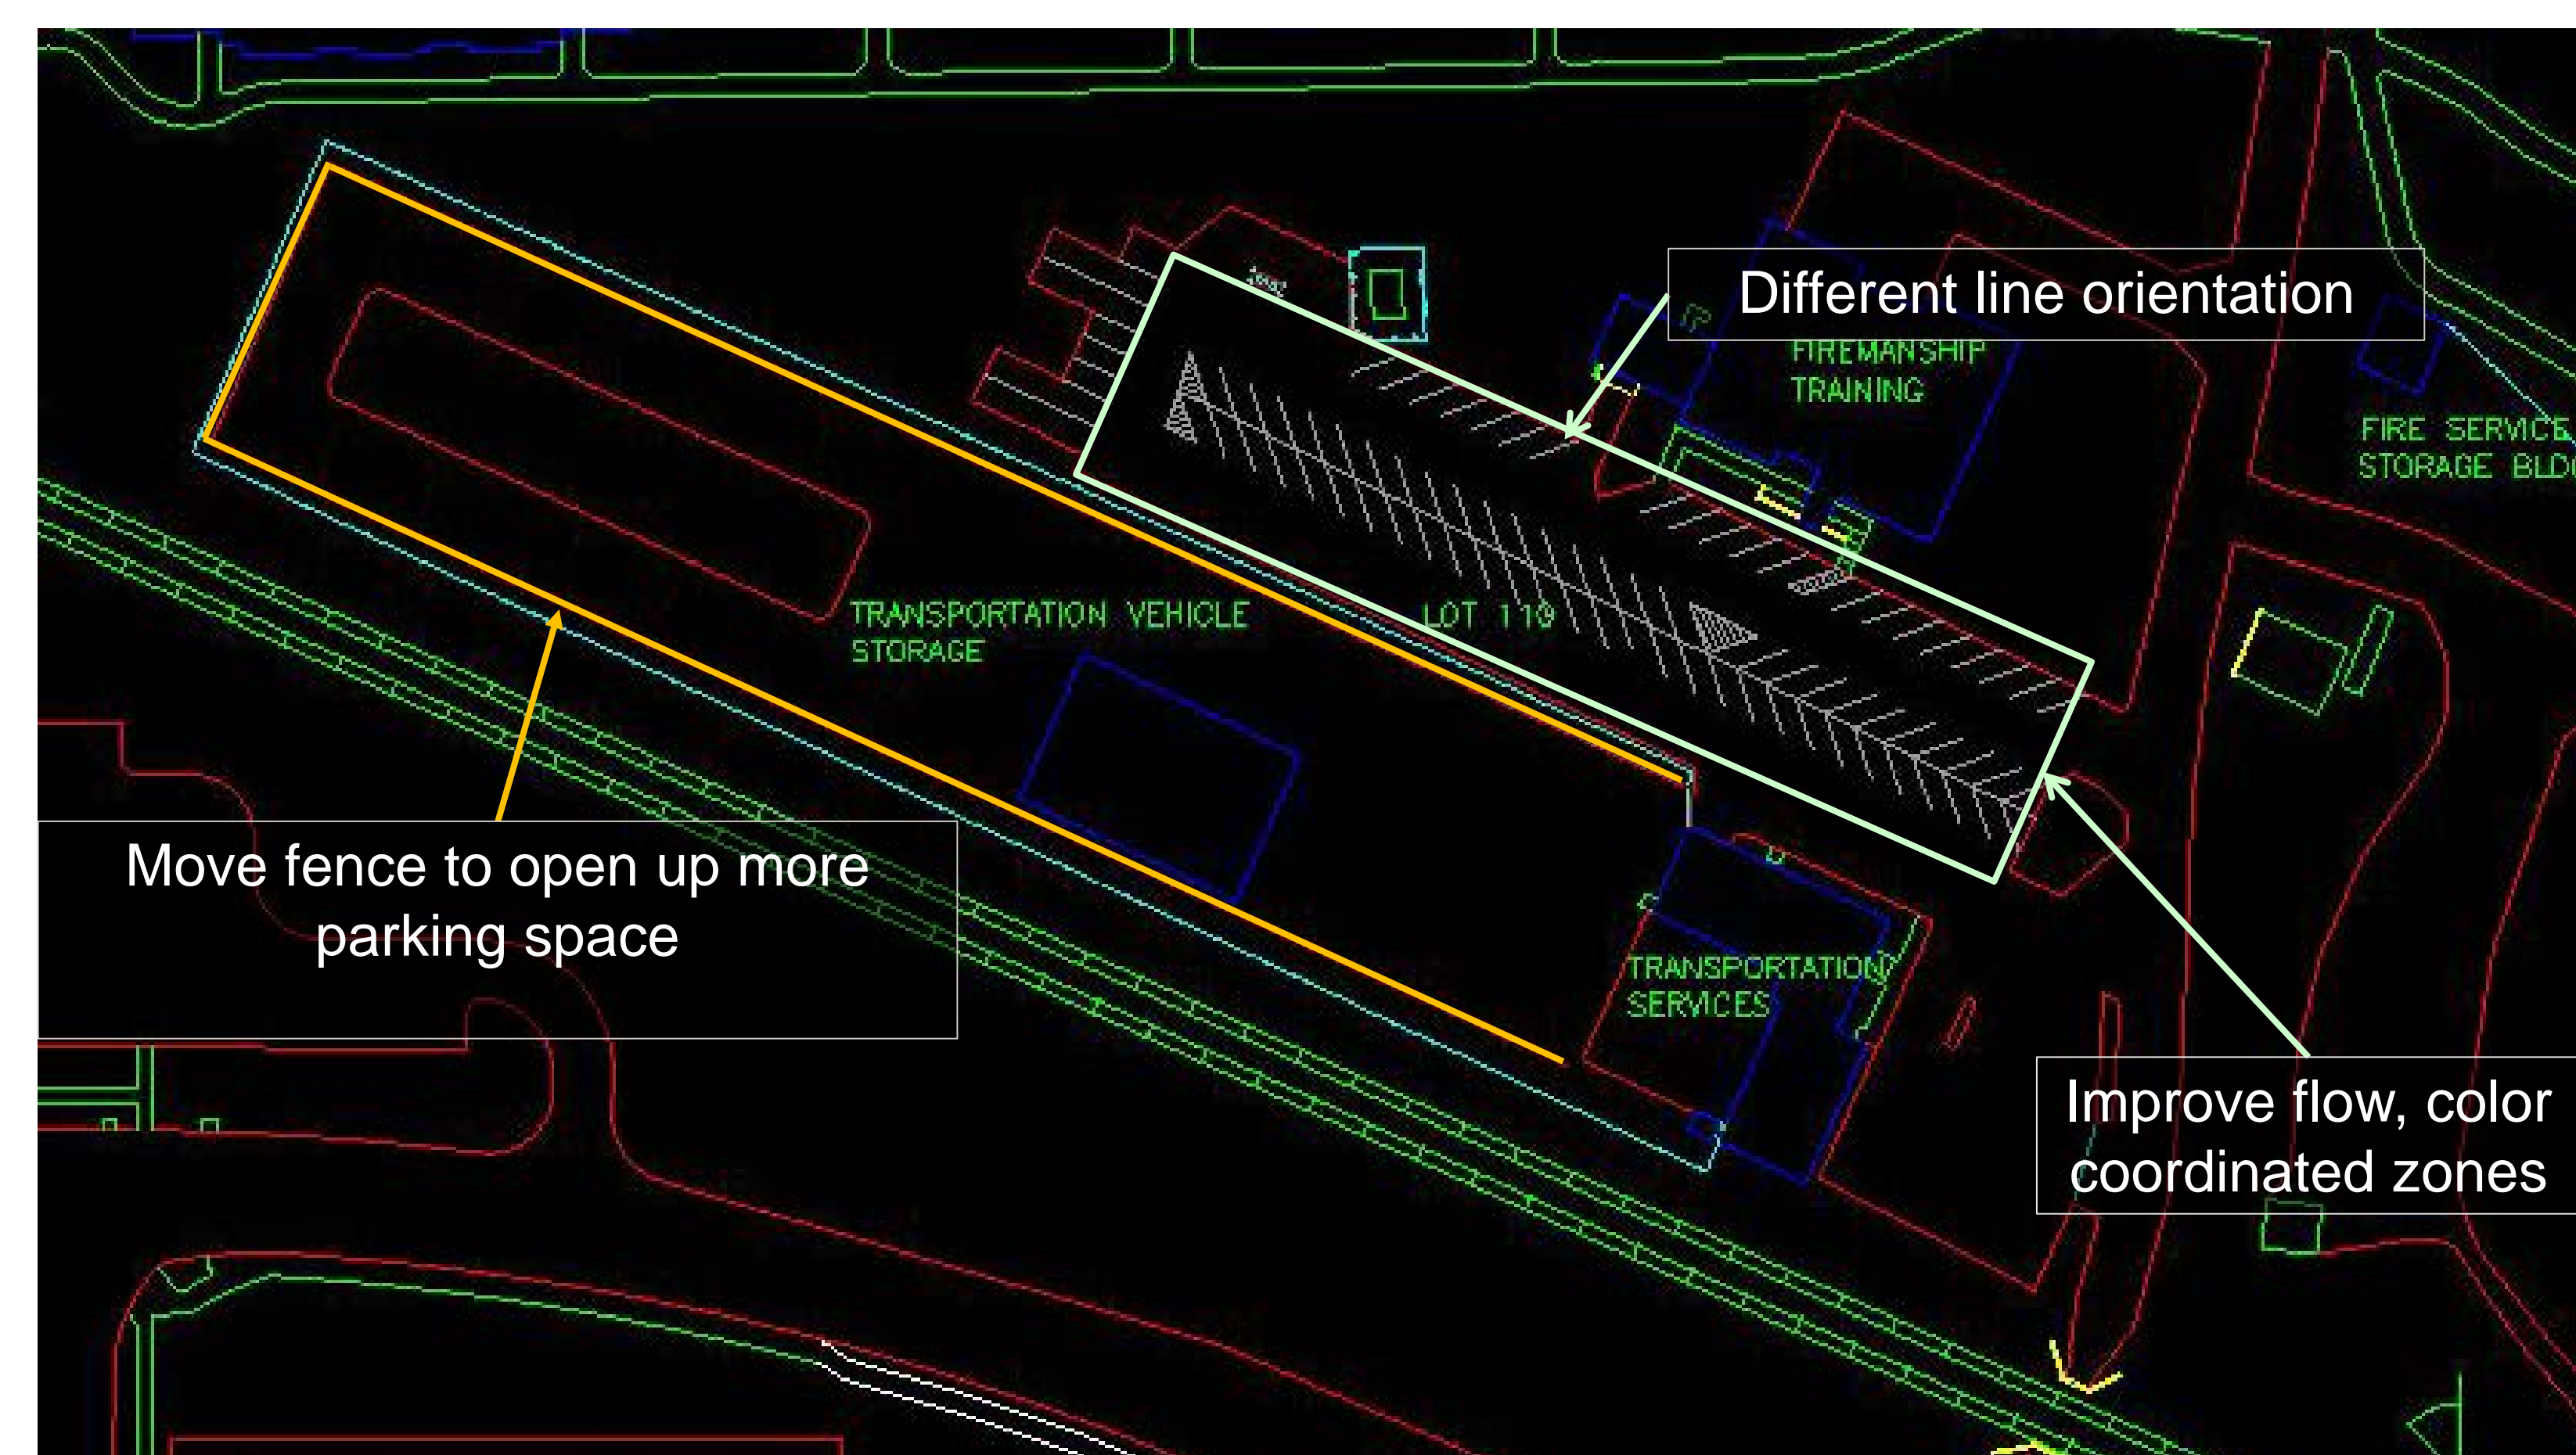 Different line orientation
FIREMANSHIP
TRAINING
FIRE SERVICE
STORAGE
TRANSPORTATION VEHICLE
STORAGE
LOT 110
Move fence to open up more
parking space
TRANSPORTATION
SERVICES
Improve flow, color
coordinated zones